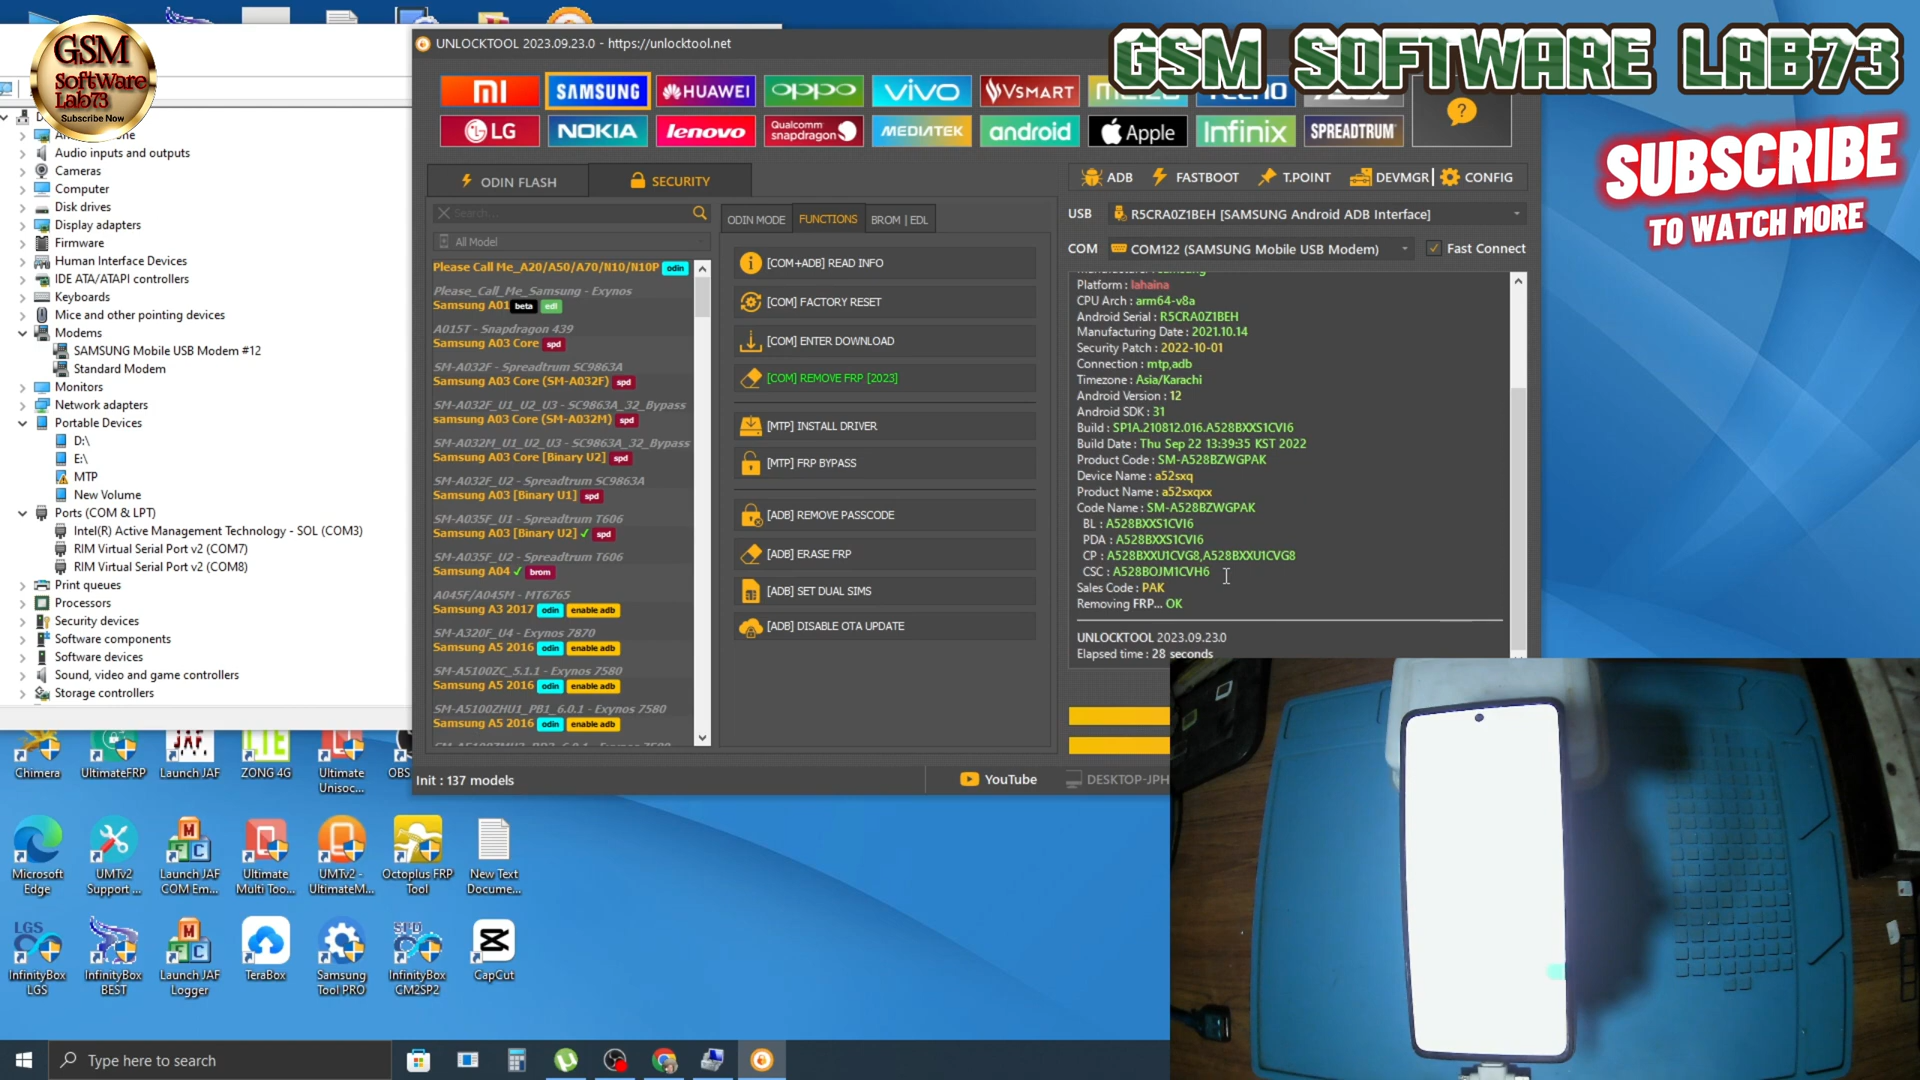 GSM
SoftWare
Lab73
Subscribe Now
Audio inputs and outputs
Cameras
Computer
Disk drives
Display adapters
Firmware
Human Interface Devices
IDE ATA/ATAPI controllers
Keyboards
Mice and other pointing devices
Modems
SAMSUNG Mobile USB Modem #12
Standard Modem
Monitors
Network adapters
Portable Devices
D:\
E:\
MTP
New Volume
Ports (COM & LPT)
Intel(R) Active Management Technology - SOL (COM3)
RIM Virtual Serial Port v2 (COM7)
RIM Virtual Serial Port v2 (COM8)
Print queues
Processors
Security devices
Software components
Software devices
Sound, video and game controllers
Storage controllers
UNLOCKTOOL 2023.09.23.0 - https://unlocktool.net
mi SAMSUNG HUAWEI oppo vivo VSMART
LG NOKIA lenovo Qualcomm snapdragon MEDIATEK android Apple Infinix SPREADTRUM
?
ODIN FLASH SECURITY
Search...
All Model
Please Call Me_A20/A50/A70/N10/N10P odin
Please_Call_Me_Samsung - Exynos
Samsung A01 beta edl
A015T - Snapdragon 439
Samsung A03 Core spd
SM-A032F - Spreadtrum SC9863A
Samsung A03 Core (SM-A032F) spd
SM-A032F_U1_U2_U3 - SC9863A_32_Bypass
samsung A03 Core (SM-A032M) spd
SM-A032M_U1_U2_U3 - SC9863A_32_Bypass
Samsung A03 Core [Binary U2] spd
SM-A032F_U2 - Spreadtrum SC9863A
Samsung A03 [Binary U1] spd
SM-A035F_U1 - Spreadtrum T606
Samsung A03 [Binary U2] ✓ spd
SM-A035F_U2 - Spreadtrum T606
Samsung A04 ✓ brom
A045F/A045M - MT6765
Samsung A3 2017 odin enable adb
SM-A320F_U4 - Exynos 7870
Samsung A5 2016 odin enable adb
SM-A5100ZC_5.1.1 - Exynos 7580
Samsung A5 2016 odin enable adb
SM-A5100ZHU1_PB1_6.0.1 - Exynos 7580
Samsung A5 2016 odin enable adb
ODIN MODE FUNCTIONS BROM | EDL
[COM+ADB] READ INFO
[COM] FACTORY RESET
[COM] ENTER DOWNLOAD
[COM] REMOVE FRP [2023]
[MTP] INSTALL DRIVER
[MTP] FRP BYPASS
[ADB] REMOVE PASSCODE
[ADB] ERASE FRP
[ADB] SET DUAL SIMS
[ADB] DISABLE OTA UPDATE
ADB FASTBOOT T.POINT DEVMGR CONFIG
USB R5CRA0Z1BEH [SAMSUNG Android ADB Interface]
COM COM122 (SAMSUNG Mobile USB Modem) Fast Connect
Platform : lahaina
CPU Arch : arm64-v8a
Android Serial : R5CRA0Z1BEH
Manufacturing Date : 2021.10.14
Security Patch : 2022-10-01
Connection : mtp,adb
Timezone : Asia/Karachi
Android Version : 12
Android SDK : 31
Build : SP1A.210812.016.A528BXXS1CVI6
Build Date : Thu Sep 22 13:39:35 KST 2022
Product Code : SM-A528BZWGPAK
Device Name : a52sxq
Product Name : a52sxqxx
Code Name : SM-A528BZWGPAK
BL : A528BXXS1CVI6
PDA : A528BXXS1CVI6
CP : A528BXXU1CVG8,A528BXXU1CVG8
CSC : A528BOJM1CVH6
Sales Code : PAK
Removing FRP... OK
UNLOCKTOOL 2023.09.23.0
Elapsed time : 28 seconds
Init : 137 models
YouTube
DESKTOP-JPH
GSM SOFTWARE LAB73
SUBSCRIBE
TO WATCH MORE
Chimera
UltimateFRP
Launch JAF
ZONG 4G
Ultimate
Unisoc...
Microsoft
Edge
UMTv2
Support ...
Launch JAF
COM Em...
Ultimate
Multi Too...
UMTv2 -
UltimateM...
Octoplus FRP
Tool
New Text
Docume...
InfinityBox
LGS
InfinityBox
BEST
Launch JAF
Logger
TeraBox
Samsung
Tool PRO
InfinityBox
CM2SP2
CapCut
Type here to search